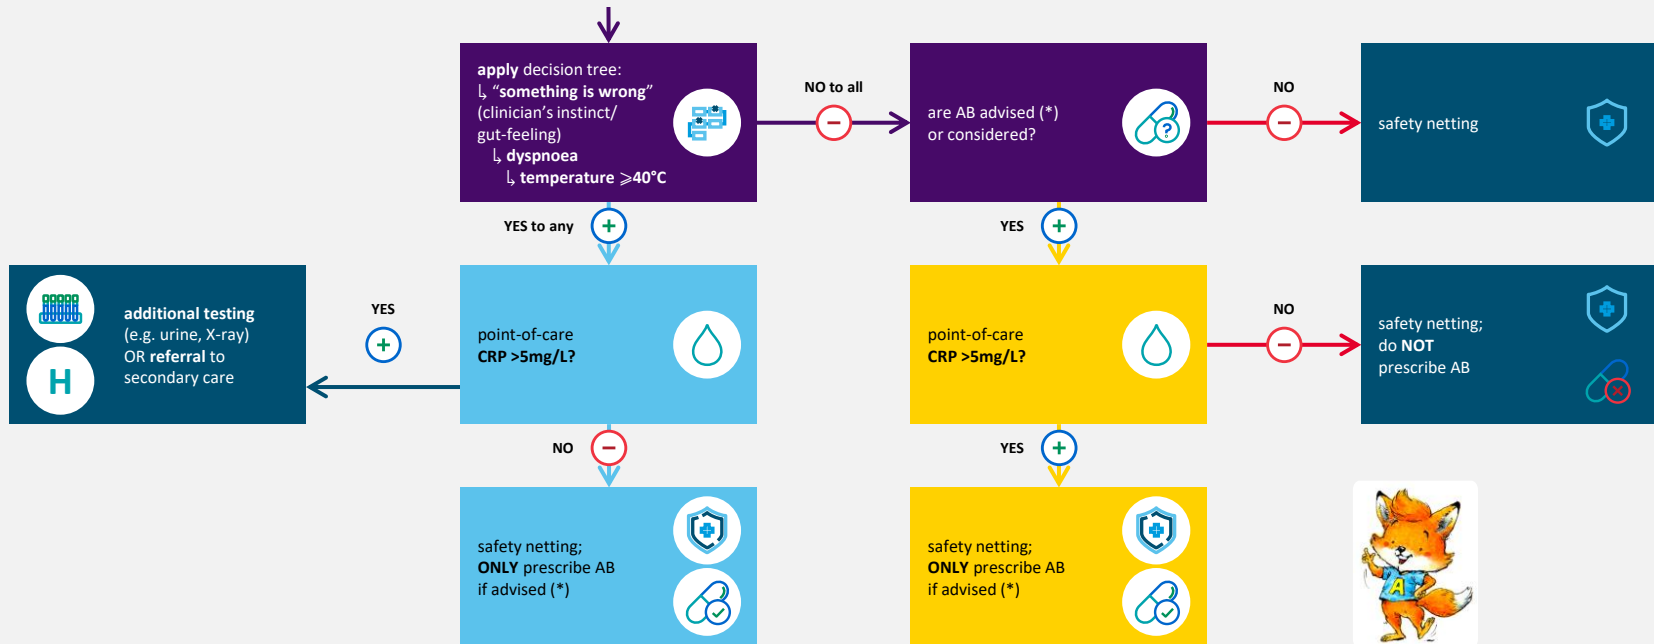 apply decision tree:
↳ “something is wrong”
(clinician’s instinct/
gut-feeling)
↳ dyspnoea
↳ temperature ⩾40°C
NO to all
are AB advised (*)
or considered?
NO
safety netting
YES to any
YES
additional testing
(e.g. urine, X-ray)
OR referral to
secondary care
H
YES
point-of-care
CRP >5mg/L?
point-of-care
CRP >5mg/L?
NO
safety netting;
do NOT
prescribe AB
NO
YES
safety netting;
ONLY prescribe AB
if advised (*)
safety netting;
ONLY prescribe AB
if advised (*)
A